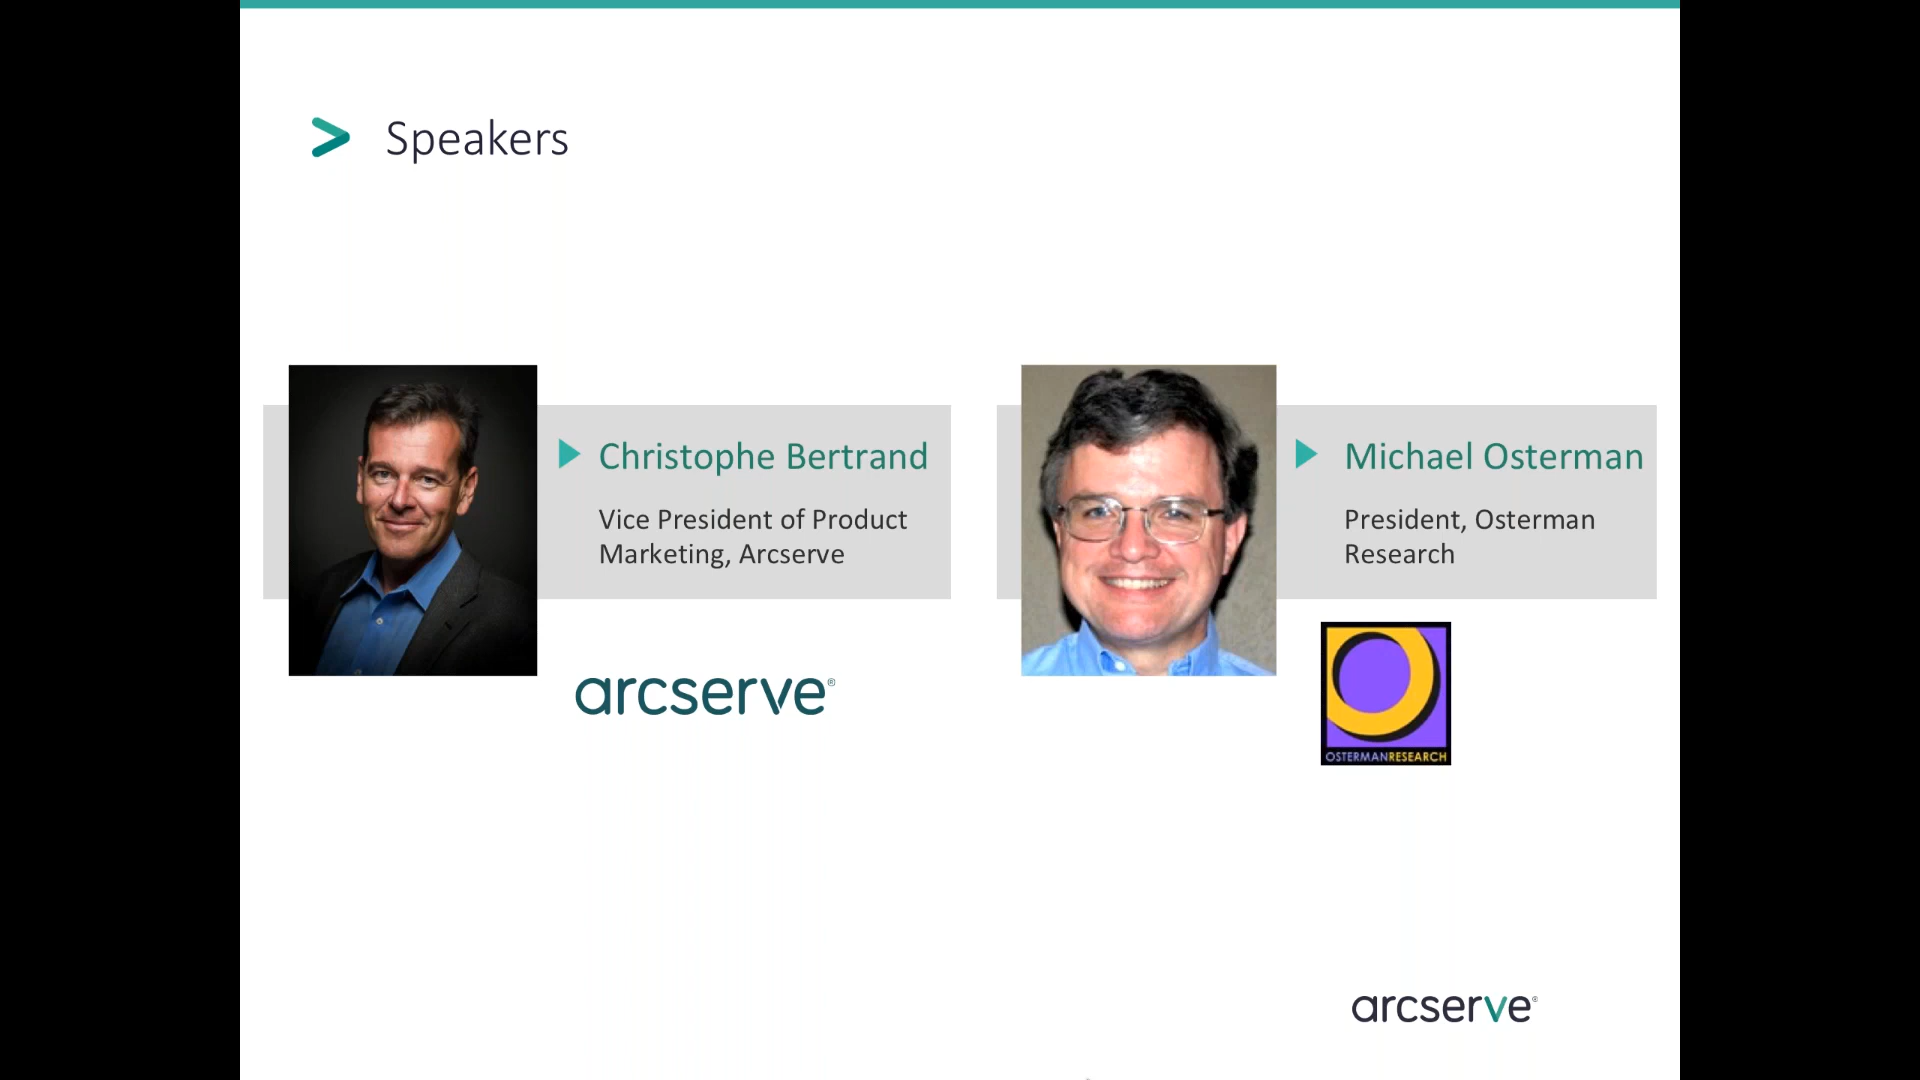 Speakers
Christophe Bertrand
Vice President of Product
Marketing, Arcserve
arcserve®
Michael Osterman
President, Osterman
Research
OSTERMANRESEARCH
arcserve®